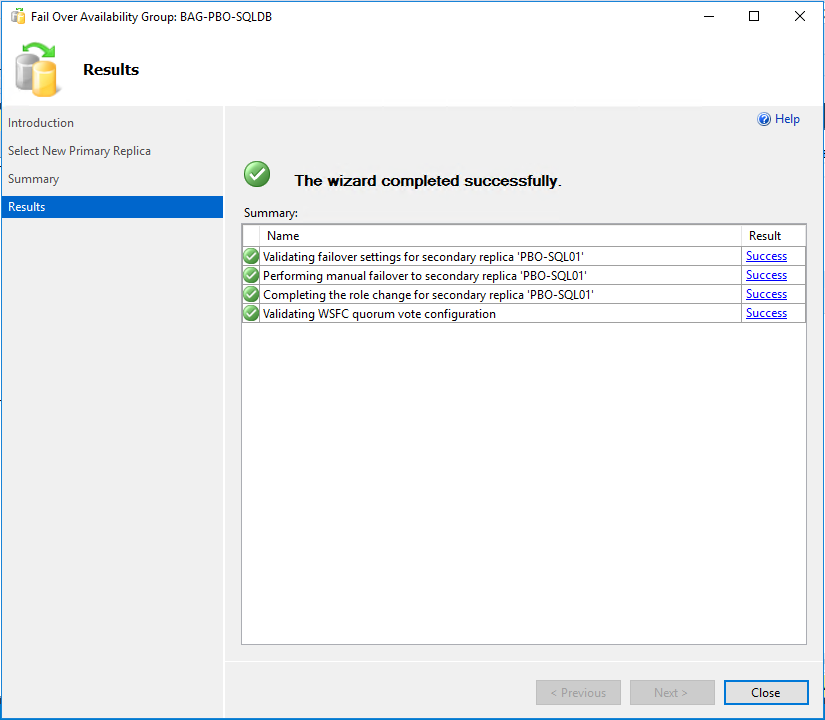 Fail Over Availability Group: BAG-PBO-SQLDB
Results
Introduction
Select New Primary Replica
Summary
Results
Help
The wizard completed successfully.
Summary:
Name Result
Validating failover settings for secondary replica 'PBO-SQL01' Success
Performing manual failover to secondary replica 'PBO-SQL01' Success
Completing the role change for secondary replica 'PBO-SQL01' Success
Validating WSFC quorum vote configuration Success
< Previous Next > Close